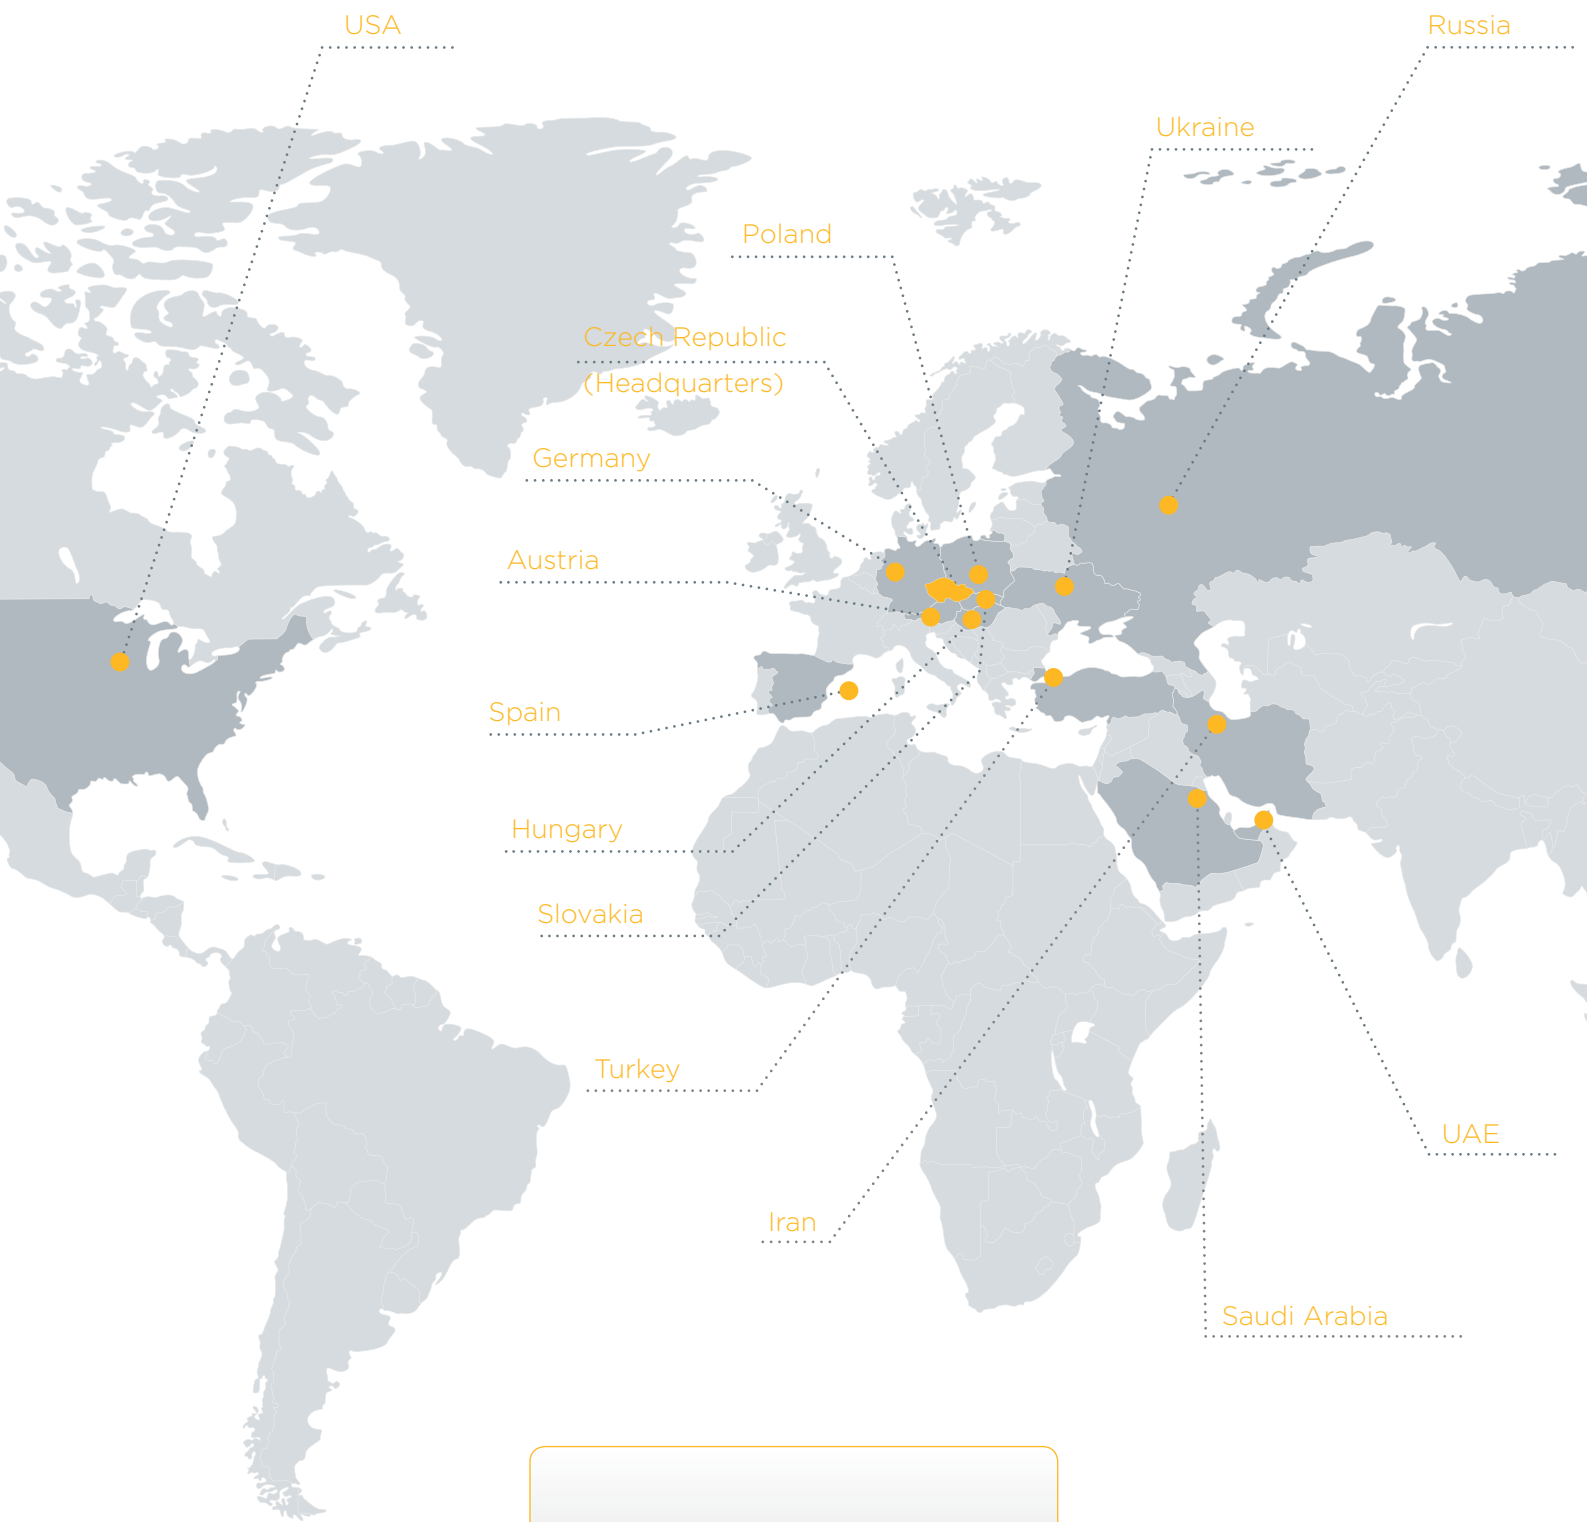 USA
Russia
Ukraine
Poland
Czech Republic
(Headquarters)
Germany
Austria
Spain
Hungary
Slovakia
Turkey
UAE
Iran
Saudi Arabia